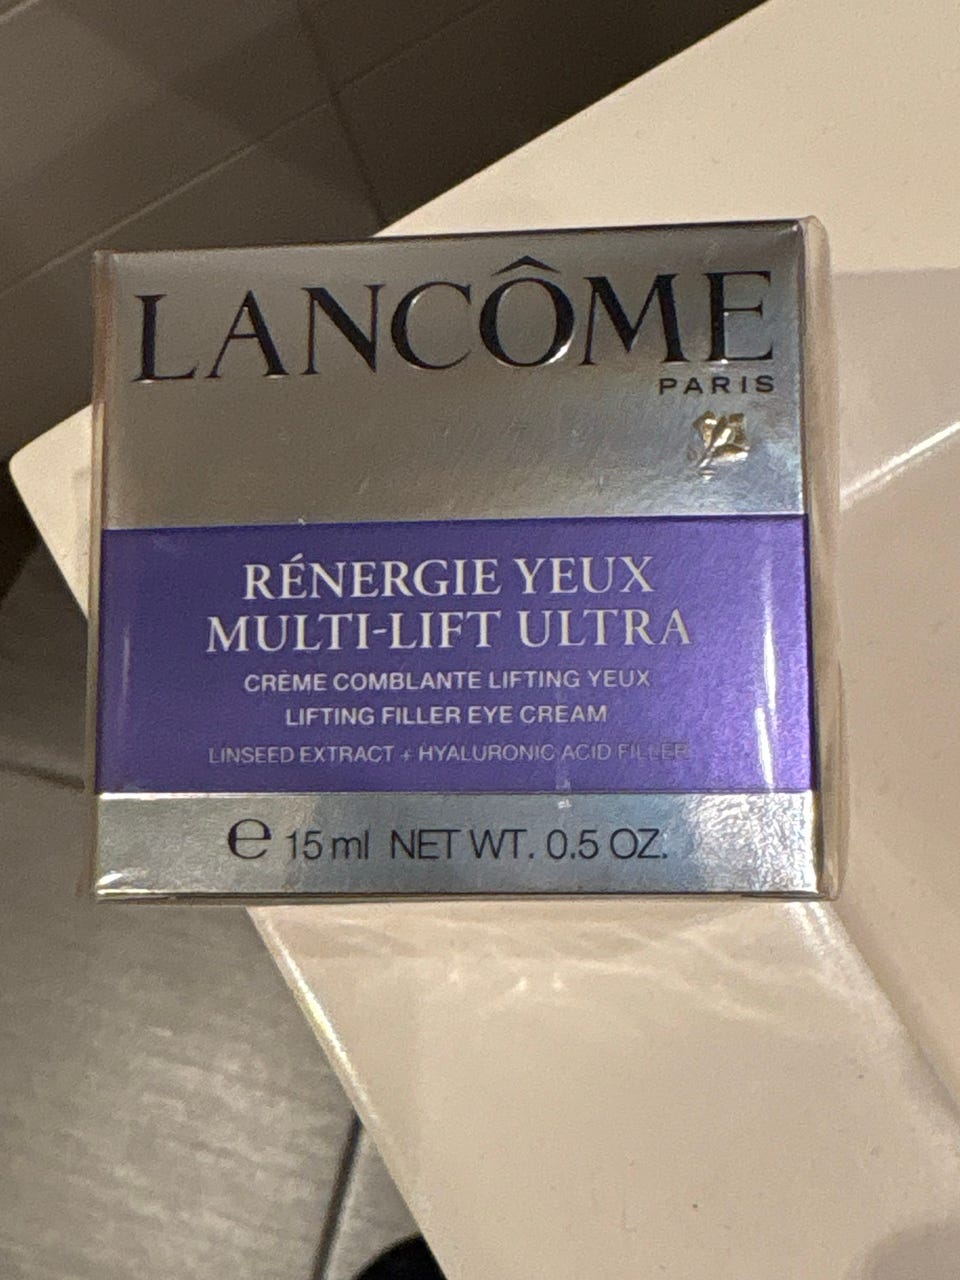 LANCÔME
PARIS
RÉNERGIE YEUX
MULTI-LIFT ULTRA
CRÈME COMBLANTE LIFTING YEUX
LIFTING FILLER EYE CREAM
LINSEED EXTRACT + HYALURONIC ACID FILLER
℮ 15 ml NET WT. 0.5 OZ.